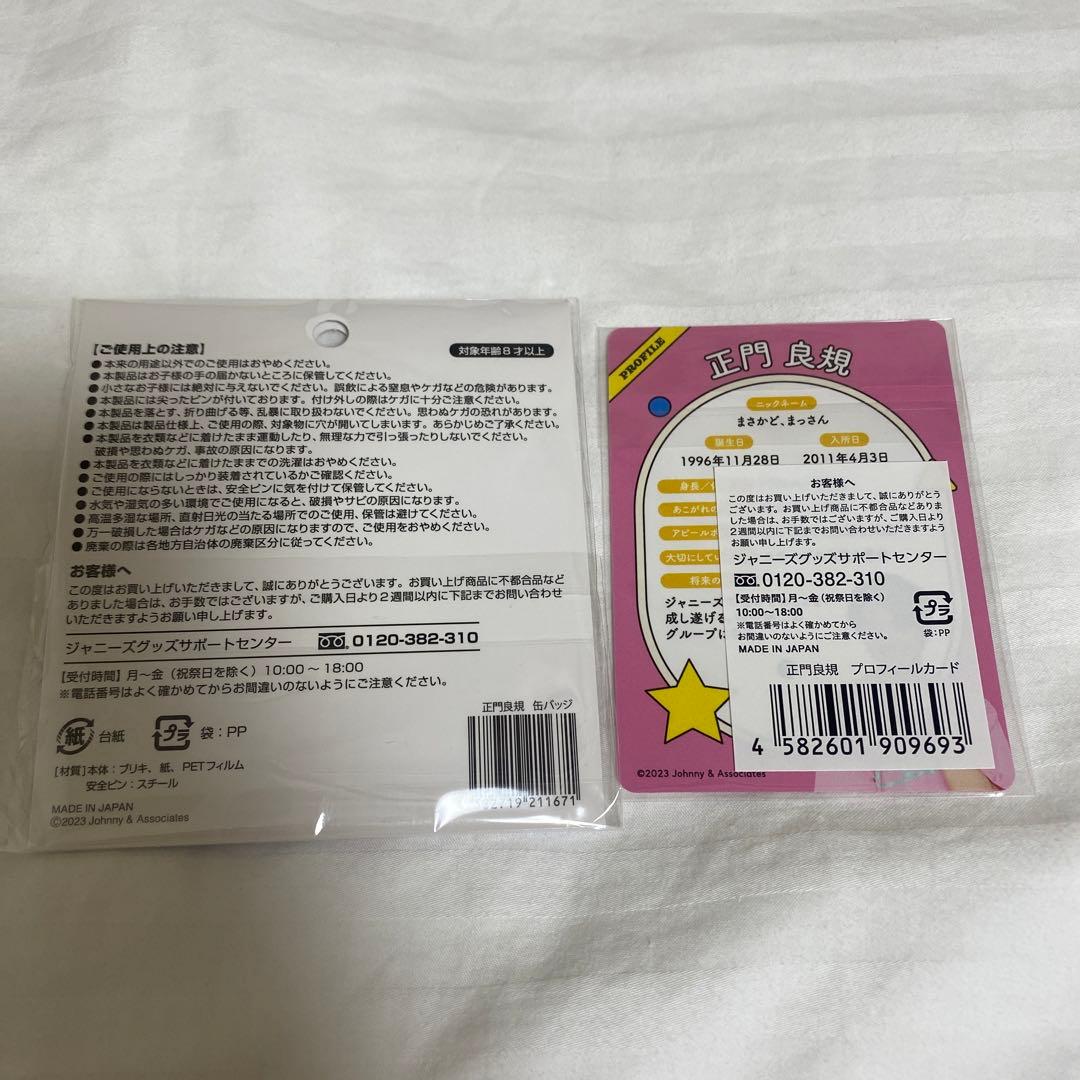 【ご使用上の注意】
対象年齢8才以上
●本来の用途以外でのご使用はおやめください。
●本製品はお子様の手の届かないところに保管してください。
●小さなお子様には絶対に与えないでください。誤飲による窒息やケガなどの危険があります。
●本製品には尖ったピンが付いております。付け外しの際はケガに十分ご注意ください。
●本製品を落とす、折り曲げる等、乱暴に取り扱わないでください。思わぬケガの恐れがあります。
●本製品は製品仕様上、ご使用の際、対象物に穴が開いてしまいます。あらかじめご了承ください。
●本製品を衣類などに着けたまま運動したり、無理な力で引っ張ったりしないでください。
破損や思わぬケガ、事故の原因になります。
●本製品を衣類などに着けたままでの洗濯はおやめください。
●ご使用の際にはしっかり装着されているかご確認ください。
●ご使用にならないときは、安全ピンに気を付けて保管してください。
●水気や湿気の多い環境でご使用になると、破損やサビの原因になります。
●高温多湿な場所、直射日光の当たる場所でのご使用、保管は避けてください。
●万一破損した場合はケガなどの原因になりますので、ご使用をおやめください。
●廃棄の際は各地方自治体の廃棄区分に従ってください。
お客様へ
この度はお買い上げいただきまして、誠にありがとうございます。お買い上げ商品に不都合品など
ありました場合は、お手数ではございますが、ご購入日より2週間以内に下記までお問い合わせ
いただきますようお願い申し上げます。
ジャニーズグッズサポートセンター 0120-382-310
【受付時間】月～金（祝祭日を除く）10:00～18:00
※電話番号はよく確かめてからお間違いのないようにご注意ください。
正門良規 缶バッジ
紙 台紙 プラ 袋：PP
[材質]本体：ブリキ、紙、PETフィルム
安全ピン：スチール
MADE IN JAPAN
©2023 Johnny & Associates
211671
PROFILE
正門 良規
ニックネーム
まさかど、まっさん
誕生日 入所日
1996年11月28日 2011年4月3日
身長／
あこがれの
アピールポ
大切にしてい
将来の
ジャニーズ
成し遂げる
グループに
©2023 Johnny & Associates
お客様へ
この度はお買い上げいただきまして、誠にありがとう
ございます。お買い上げ商品に不都合品などありま
した場合は、お手数ではございますが、ご購入日より
2週間以内に下記までお問い合わせいただきますよう
お願い申し上げます。
ジャニーズグッズサポートセンター
0120-382-310
【受付時間】月～金（祝祭日を除く）
10:00～18:00
※電話番号はよく確かめてから
お間違いのないようにご注意ください。
MADE IN JAPAN
プラ
袋：PP
正門良規 プロフィールカード
4 582601 909693